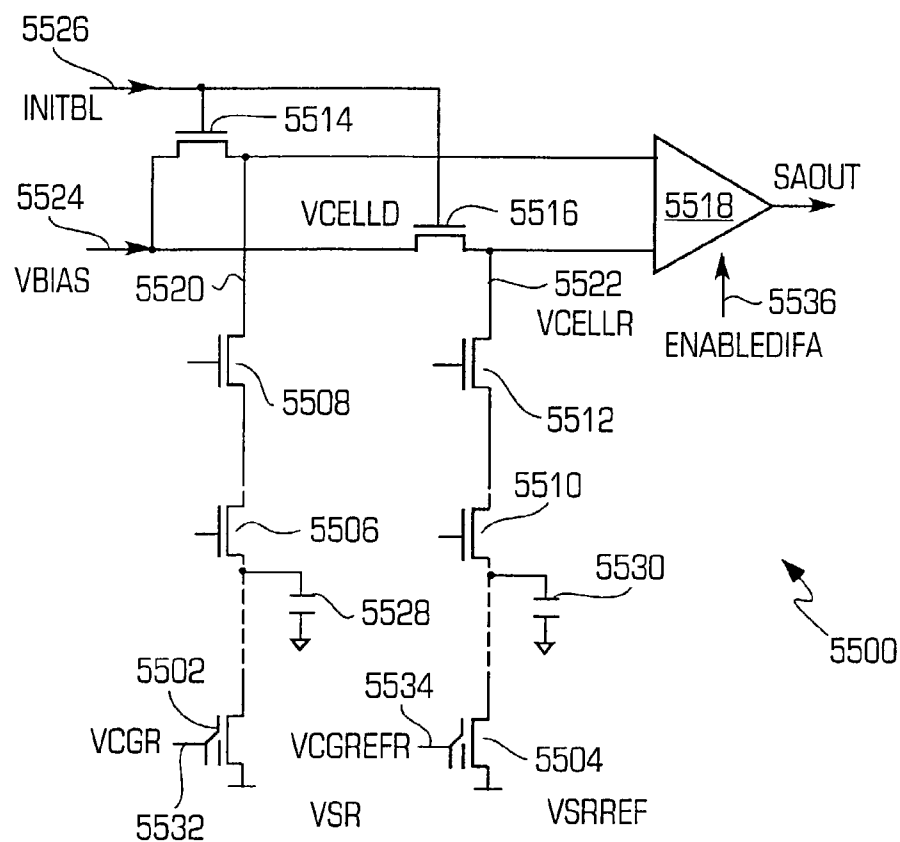 5526
INITBL
5514
5524
VBIAS
VCELLD
5516
5518
SAOUT
5520
5522
VCELLR
5536
ENABLEDIFA
5508
5512
5506
5510
5528
5530
5500
5502
VCGR
5532
5534
VCGREFR
5504
VSR
VSRREF